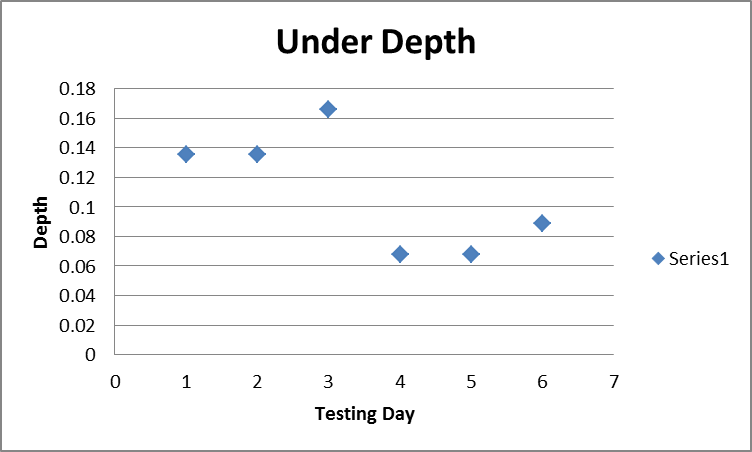 Under Depth
0.18
0.16
0.14
0.12
0.1
0.08
0.06
0.04
0.02
0
Depth
0 1 2 3 4 5 6 7
Testing Day
Series1